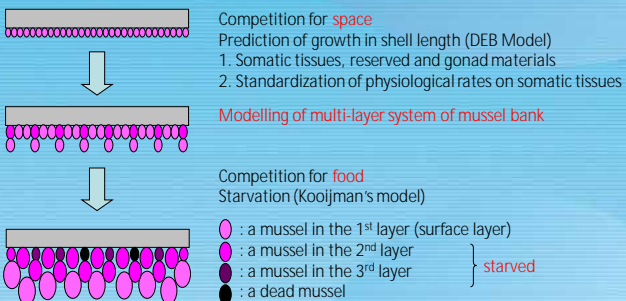 Competition for space
Prediction of growth in shell length (DEB Model)
1. Somatic tissues, reserved and gonad materials
2. Standardization of physiological rates on somatic tissues
Modelling of multi-layer system of mussel bank
Competition for food
Starvation (Kooijman's model)
: a mussel in the 1st layer (surface layer)
: a mussel in the 2nd layer
: a mussel in the 3rd layer
starved
: a dead mussel